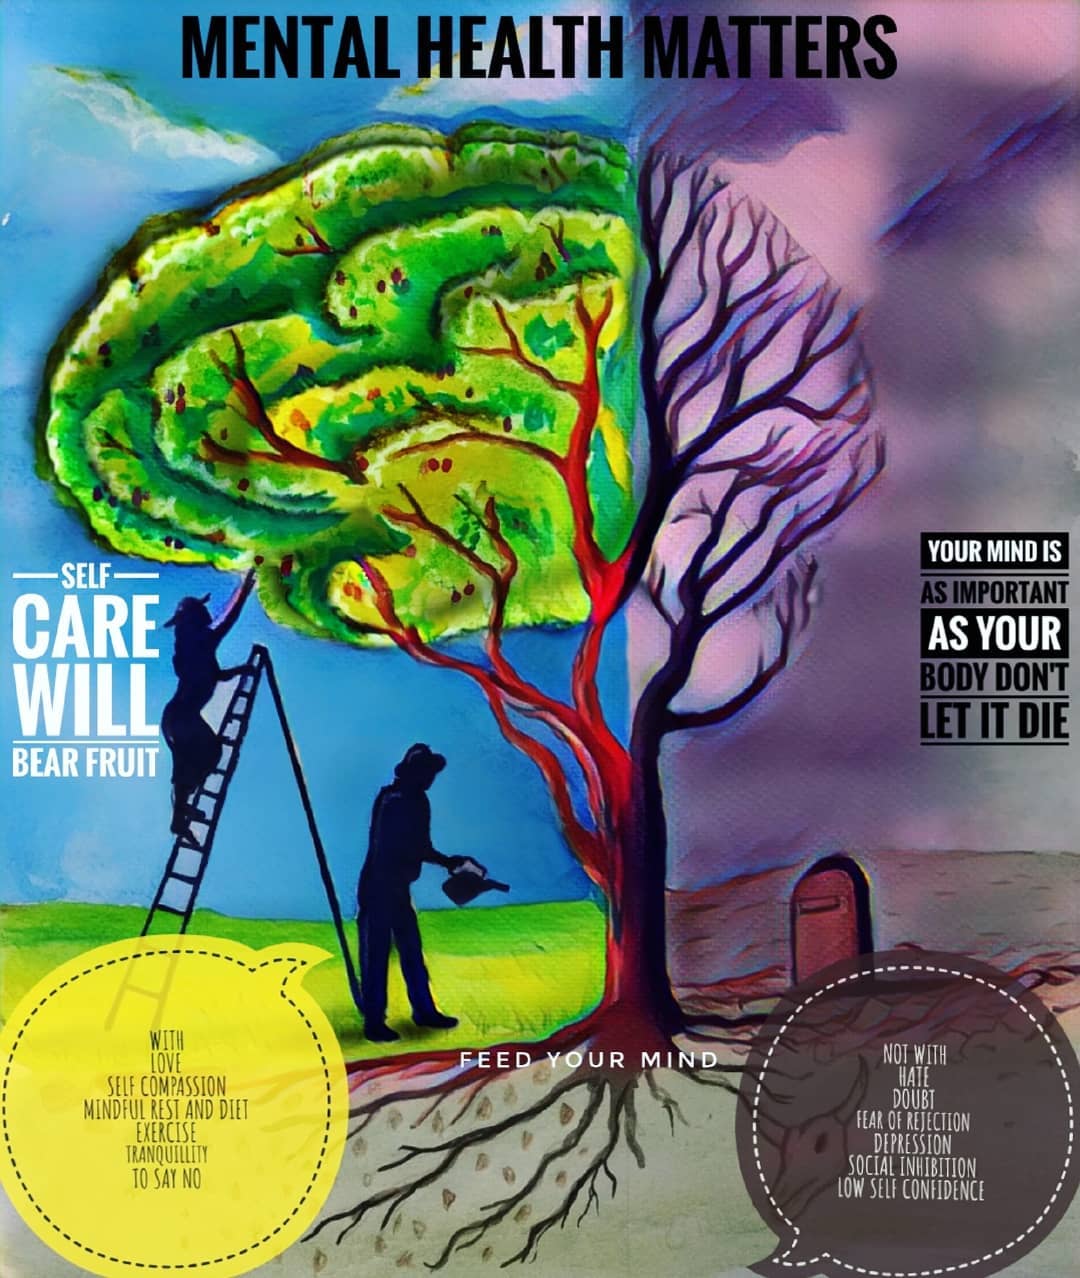 MENTAL HEALTH MATTERS
SELF
CARE
WILL
BEAR FRUIT
YOUR MIND IS
AS IMPORTANT
AS YOUR
BODY DON'T
LET IT DIE
FEED YOUR MIND
WITH
LOVE
SELF COMPASSION
MINDFUL REST AND DIET
EXERCISE
TRANQUILLITY
TO SAY NO
NOT WITH
HATE
DOUBT
FEAR OF REJECTION
DEPRESSION
SOCIAL INHIBITION
LOW SELF CONFIDENCE